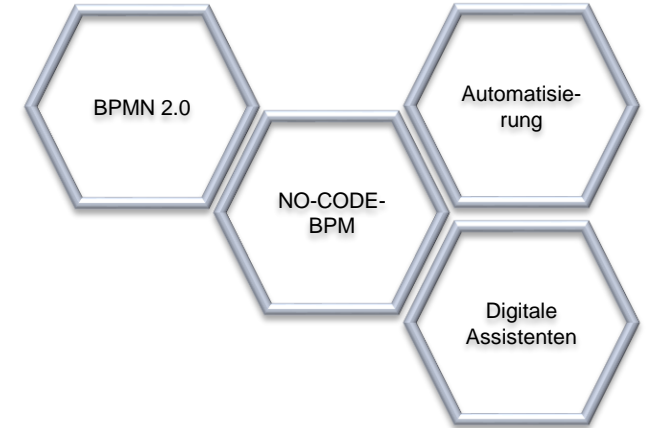 BPMN 2.0
Automatisie-
rung
NO-CODE-
BPM
Digitale
Assistenten